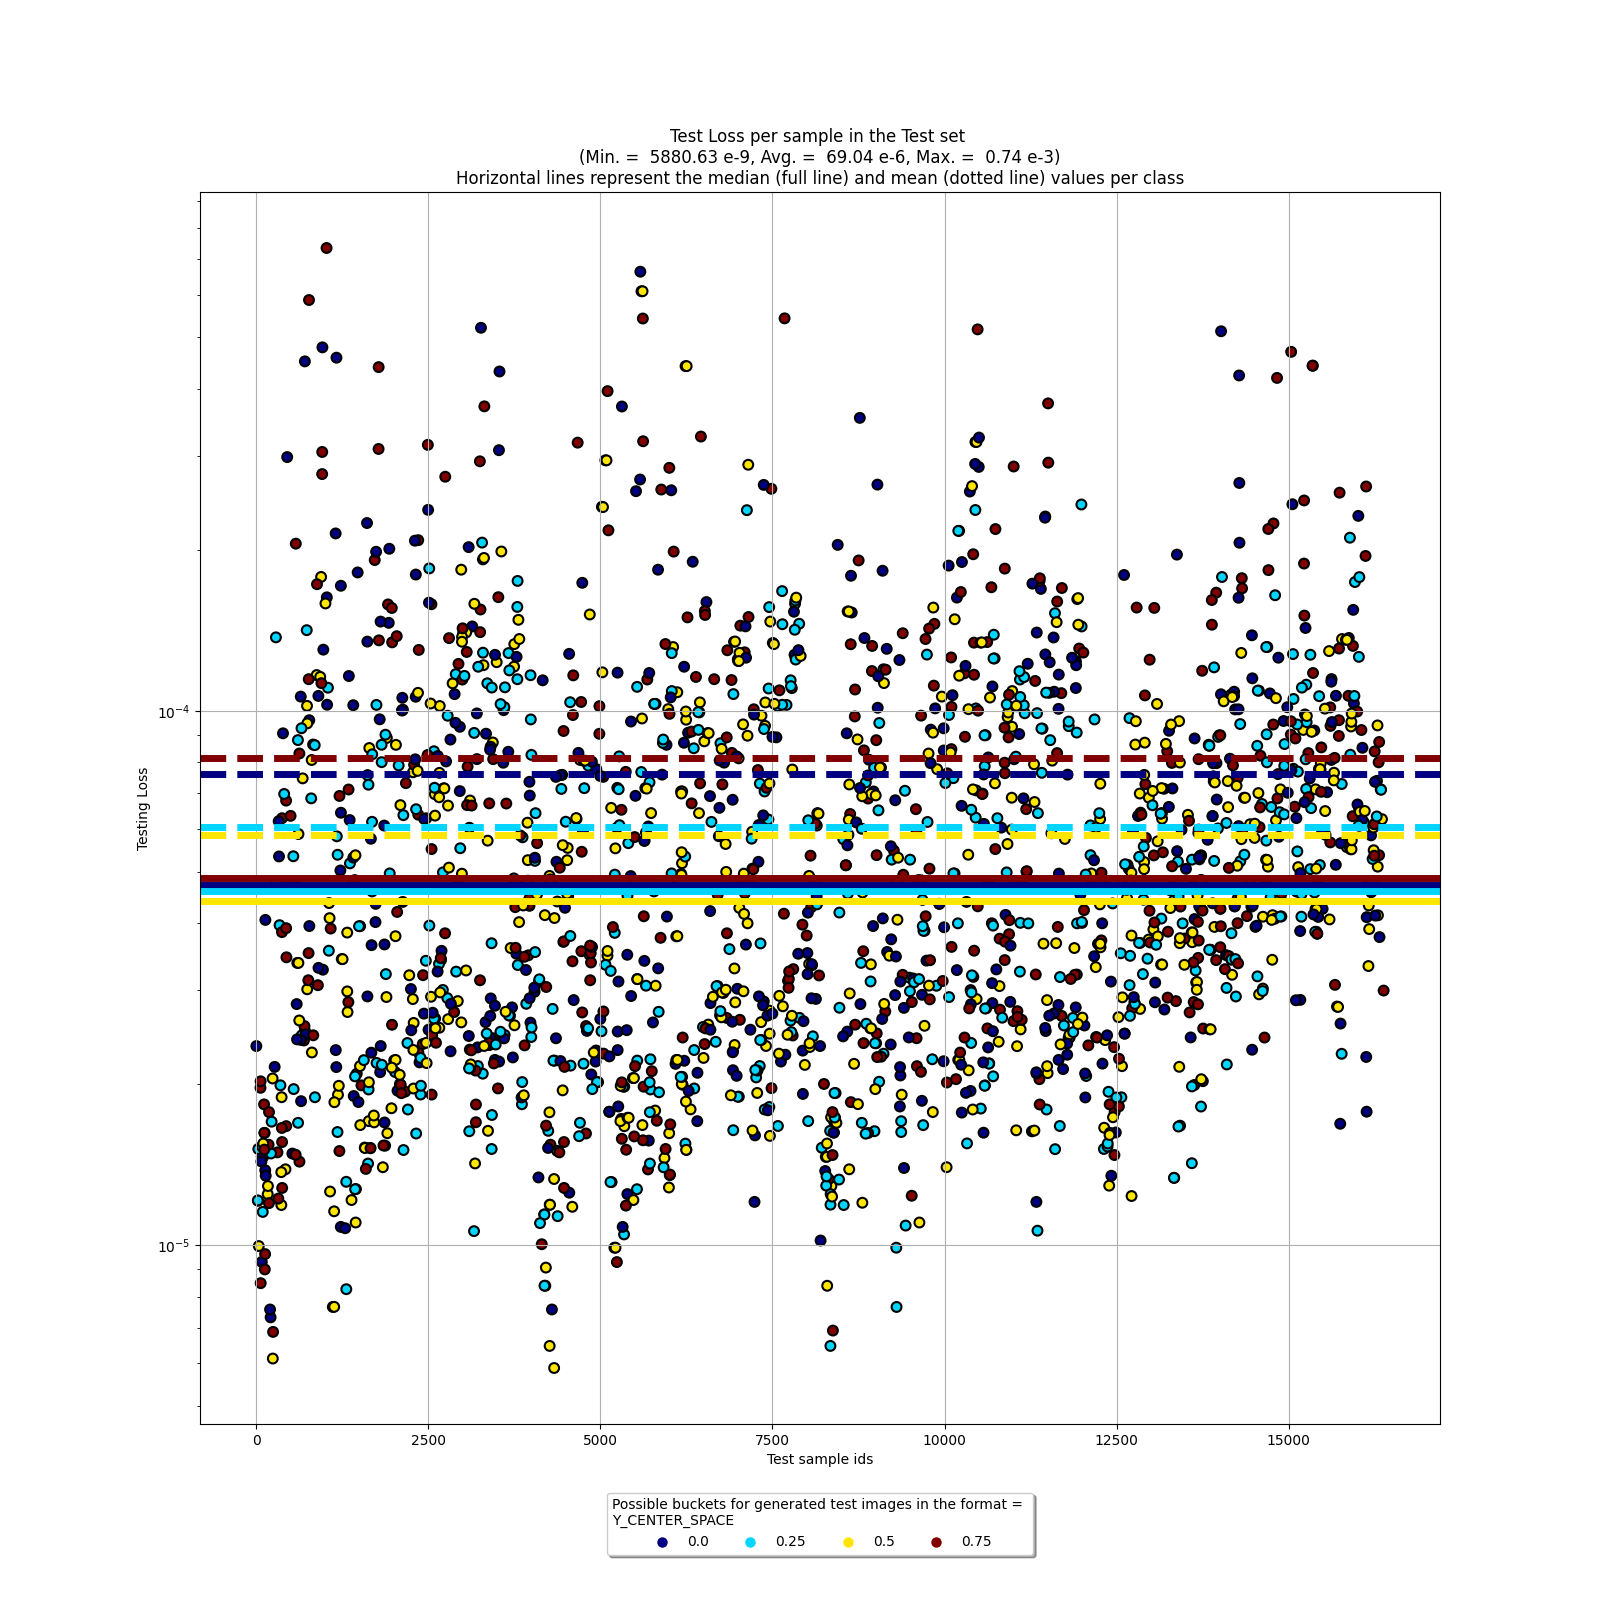 Test Loss per sample in the Test set
(Min. = 5880.63 e-9, Avg. = 69.04 e-6, Max. = 0.74 e-3)
Horizontal lines represent the median (full line) and mean (dotted line) values per class
10⁻⁴
10⁻⁵
Testing Loss
0 2500 5000 7500 10000 12500 15000
Test sample ids
Possible buckets for generated test images in the format =
Y_CENTER_SPACE
0.0 0.25 0.5 0.75